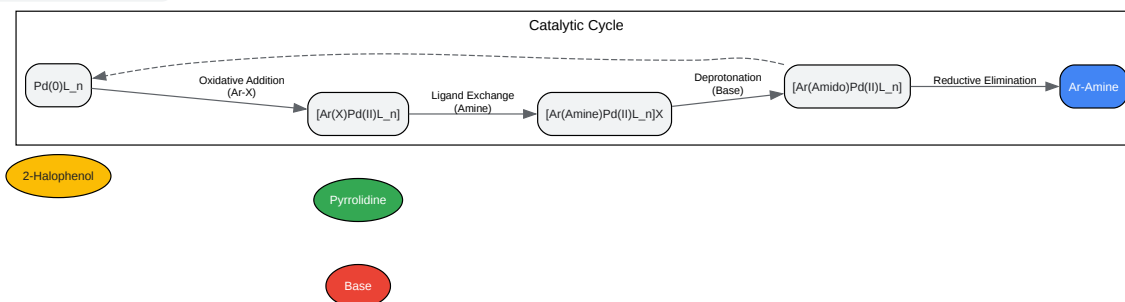 Catalytic Cycle
Pd(0)L_n
Oxidative Addition
(Ar-X)
[Ar(X)Pd(II)L_n]
Ligand Exchange
(Amine)
[Ar(Amine)Pd(II)L_n]X
Deprotonation
(Base)
[Ar(Amido)Pd(II)L_n]
Reductive Elimination
Ar-Amine
2-Halophenol
Pyrrolidine
Base